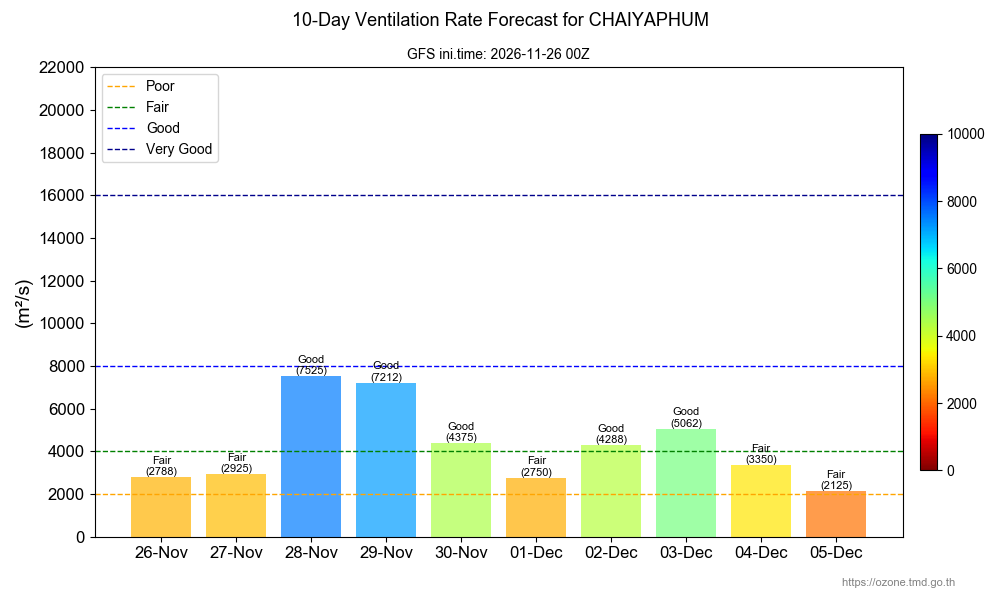 10-Day Ventilation Rate Forecast for CHAIYAPHUM
GFS ini.time: 2026-11-26 00Z
(m²/s)
22000
20000
18000
16000
14000
12000
10000
8000
6000
4000
2000
0
Poor
Fair
Good
Very Good
Fair
(2788)
Fair
(2925)
Good
(7525)
Good
(7212)
Good
(4375)
Fair
(2750)
Good
(4288)
Good
(5062)
Fair
(3350)
Fair
(2125)
26-Nov
27-Nov
28-Nov
29-Nov
30-Nov
01-Dec
02-Dec
03-Dec
04-Dec
05-Dec
10000
8000
6000
4000
2000
0
https://ozone.tmd.go.th